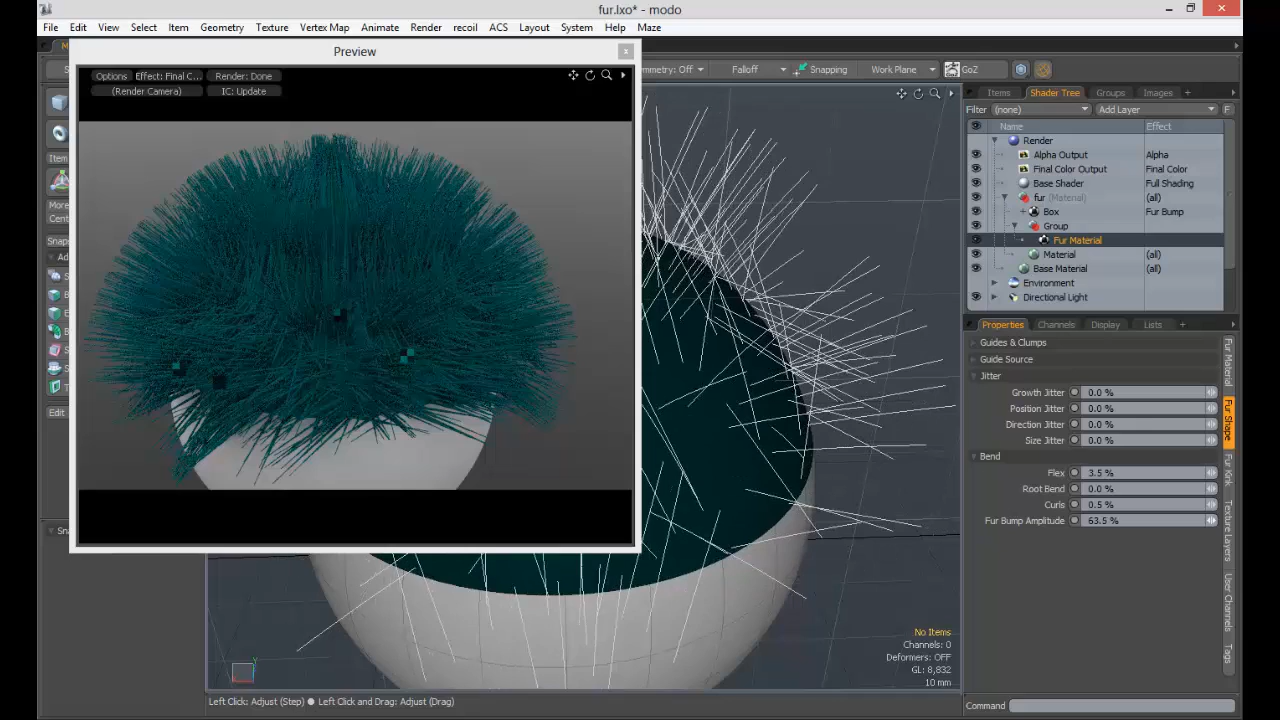 fur.lxo* - modo
File Edit View Select Item Geometry Texture Vertex Map Animate Render recoil ACS Layout System Help Maze
Preview
Options Effect: Final C... Render: Done
(Render Camera) IC: Update
mmetry: Off Falloff Snapping Work Plane GoZ
Item
More
Cent
Snaps
Ad
Edit
Sna
Items Shader Tree Groups Images +
Filter (none) Add Layer F
Name Effect
Render
Alpha Output Alpha
Final Color Output Final Color
Base Shader Full Shading
fur (Material) (all)
Box Fur Bump
Group
Fur Material
Material (all)
Base Material (all)
Environment
Directional Light
Properties Channels Display Lists +
Guides & Clumps
Guide Source
Jitter
Growth Jitter 0.0 %
Position Jitter 0.0 %
Direction Jitter 0.0 %
Size Jitter 0.0 %
Bend
Flex 3.5 %
Root Bend 0.0 %
Curls 0.5 %
Fur Bump Amplitude 63.5 %
Fur Material
Fur Shape
Fur Kink
Texture Layers
User Channels
Tags
No Items
Channels: 0
Deformers: OFF
GL: 8,832
10 mm
Left Click: Adjust (Step) ● Left Click and Drag: Adjust (Drag)
Command